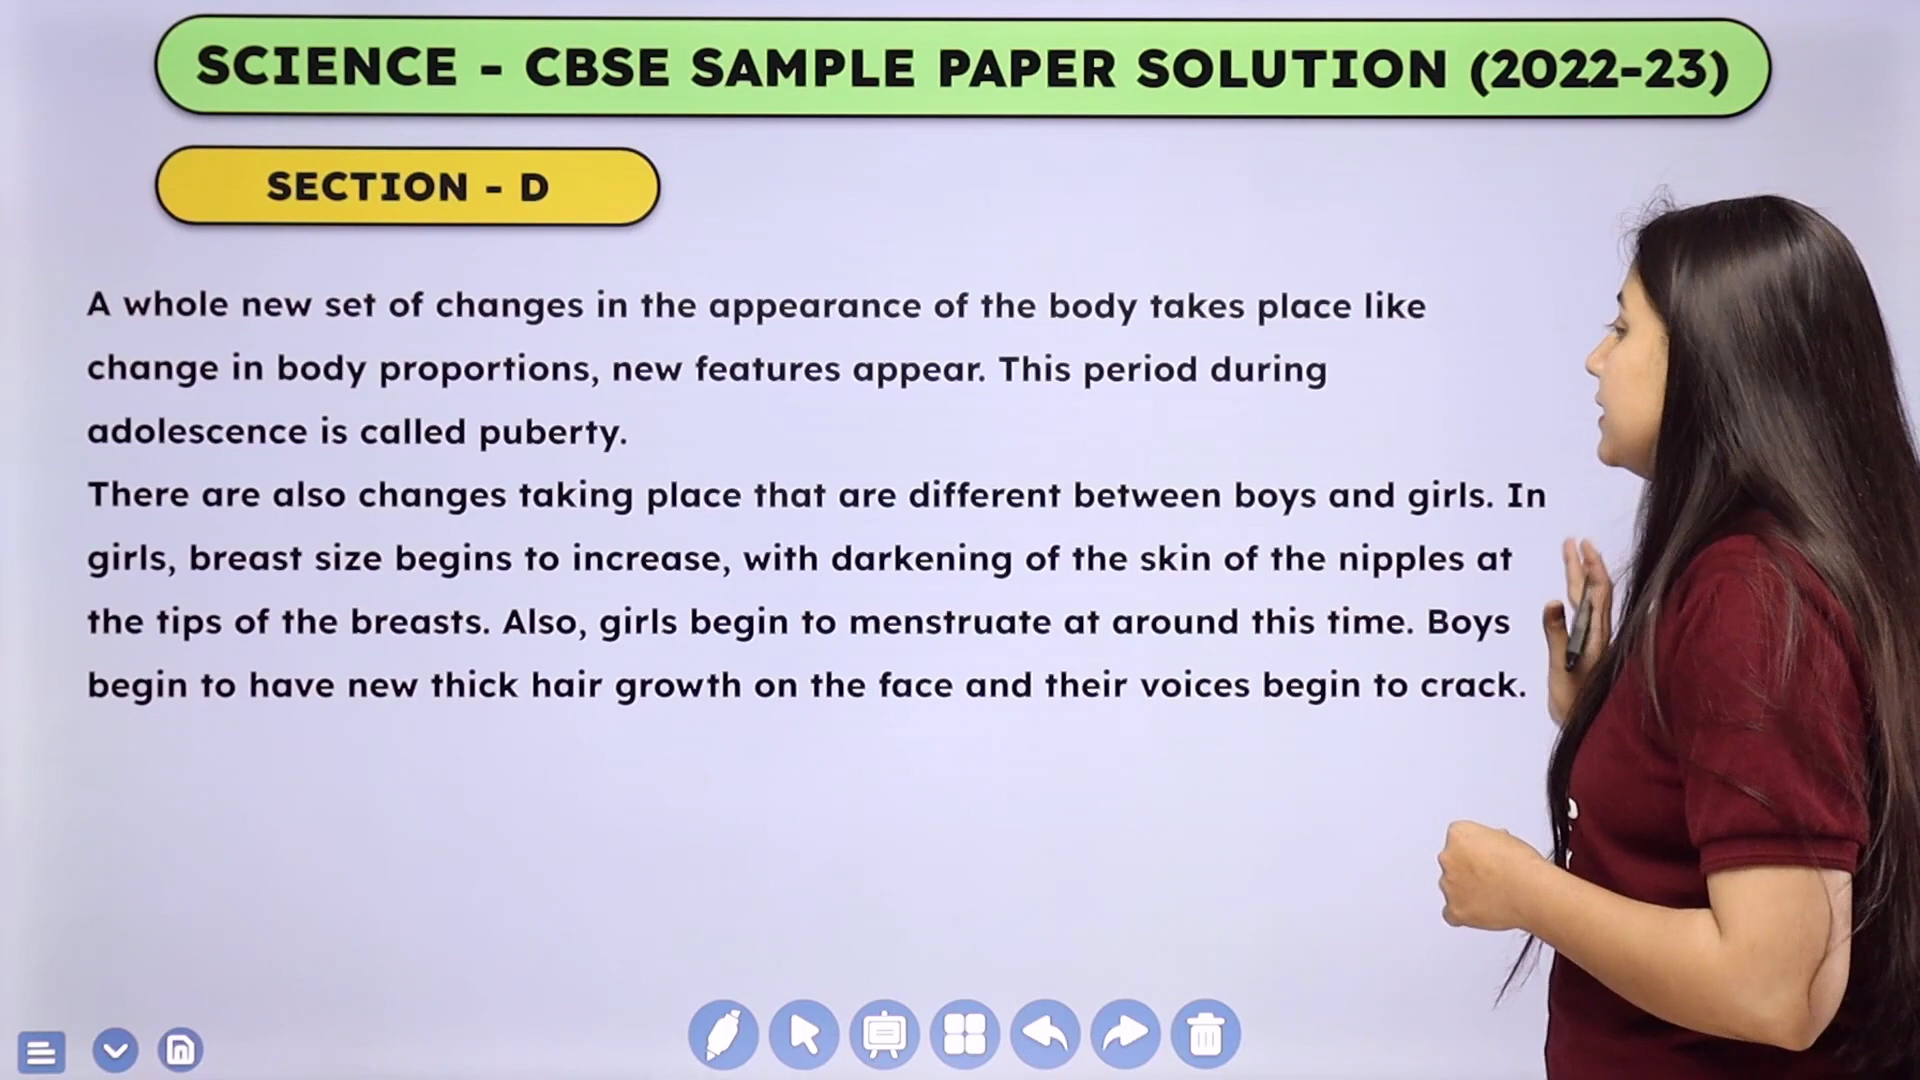 SCIENCE - CBSE SAMPLE PAPER SOLUTION (2022-23)
SECTION - D
A whole new set of changes in the appearance of the body takes place like
change in body proportions, new features appear. This period during
adolescence is called puberty.
There are also changes taking place that are different between boys and girls. In
girls, breast size begins to increase, with darkening of the skin of the nipples at
the tips of the breasts. Also, girls begin to menstruate at around this time. Boys
begin to have new thick hair growth on the face and their voices begin to crack.